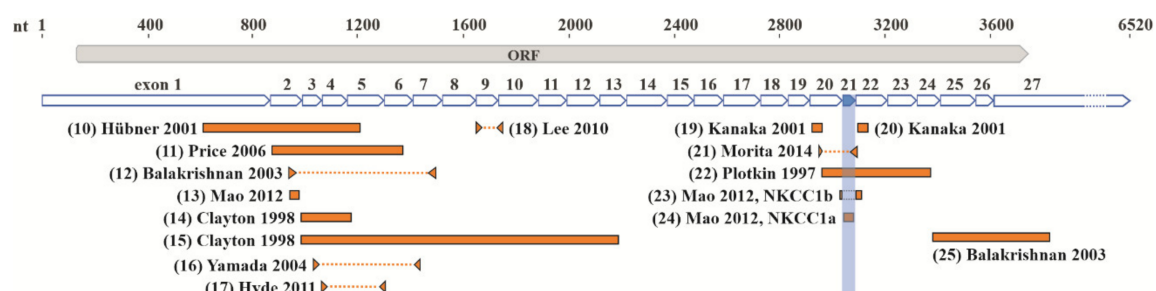 nt 1 400 800 1200 1600 2000 2400 2800 3200 3600 6520
ORF
exon 1 2 3 4 5 6 7 8 9 10 11 12 13 14 15 16 17 18 19 20 21 22 23 24 25 26 27
(10) Hübner 2001 (18) Lee 2010 (19) Kanaka 2001 (20) Kanaka 2001
(11) Price 2006 (21) Morita 2014
(12) Balakrishnan 2003 (22) Plotkin 1997
(13) Mao 2012 (23) Mao 2012, NKCC1b
(14) Clayton 1998 (24) Mao 2012, NKCC1a
(15) Clayton 1998
(25) Balakrishnan 2003
(16) Yamada 2004
(17) Hyde 2011